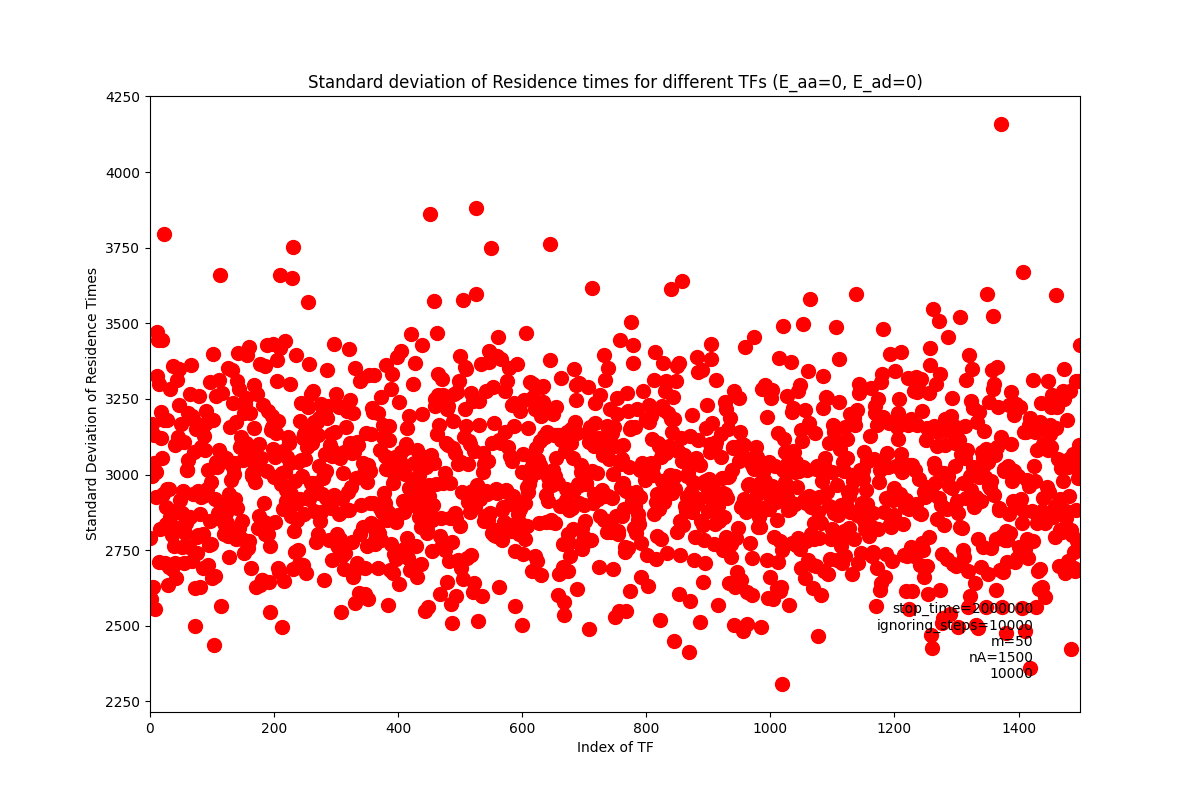 Standard deviation of Residence times for different TFs (E_aa=0, E_ad=0)
Standard Deviation of Residence Times
4250
4000
3750
3500
3250
3000
2750
2500
2250
stop_time=2000000
ignoring_steps=10000
m=50
nA=1500
10000
0 200 400 600 800 1000 1200 1400
Index of TF